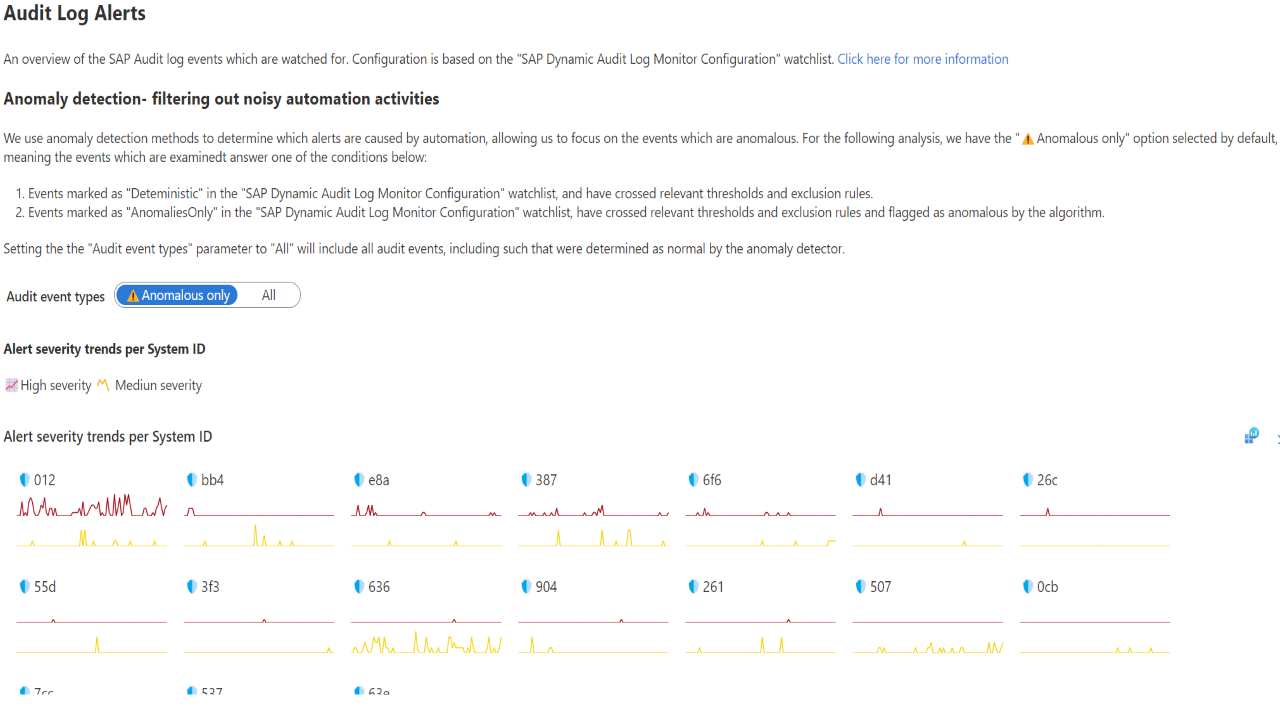 Audit Log Alerts
An overview of the SAP Audit log events which are watched for. Configuration is based on the "SAP Dynamic Audit Log Monitor Configuration" watchlist. Click here for more information
Anomaly detection- filtering out noisy automation activities
We use anomaly detection methods to determine which alerts are caused by automation, allowing us to focus on the events which are anomalous. For the following analysis, we have the "⚠Anomalous only" option selected by default,
meaning the events which are examinedt answer one of the conditions below:
1. Events marked as "Deteministic" in the "SAP Dynamic Audit Log Monitor Configuration" watchlist, and have crossed relevant thresholds and exclusion rules.
2. Events marked as "AnomaliesOnly" in the "SAP Dynamic Audit Log Monitor Configuration" watchlist, have crossed relevant thresholds and exclusion rules and flagged as anomalous by the algorithm.
Setting the the "Audit event types" parameter to "All" will include all audit events, including such that were determined as normal by the anomaly detector.
Audit event types ⚠Anomalous only All
Alert severity trends per System ID
High severity Mediun severity
Alert severity trends per System ID
012 bb4 e8a 387 6f6 d41 26c
55d 3f3 636 904 261 507 0cb
7cc 537 63e